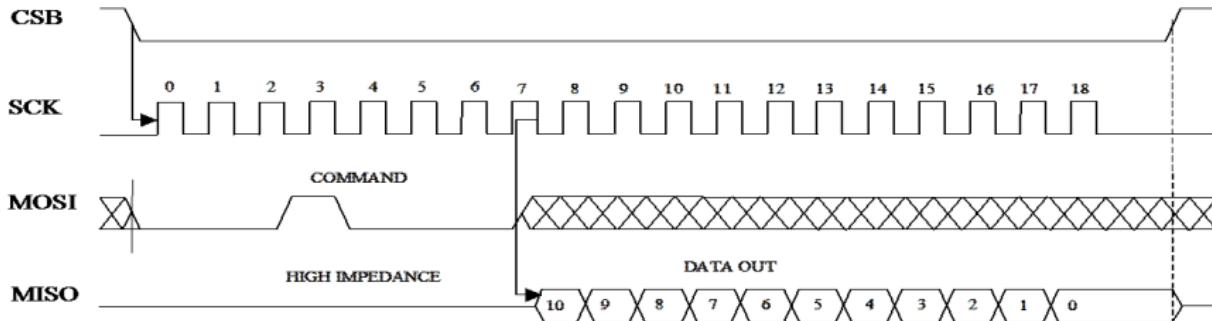 CSB
0 1 2 3 4 5 6 7 8 9 10 11 12 13 14 15 16 17 18
SCK
COMMAND
MOSI
HIGH IMPEDANCE
DATA OUT
MISO
10 9 8 7 6 5 4 3 2 1 0